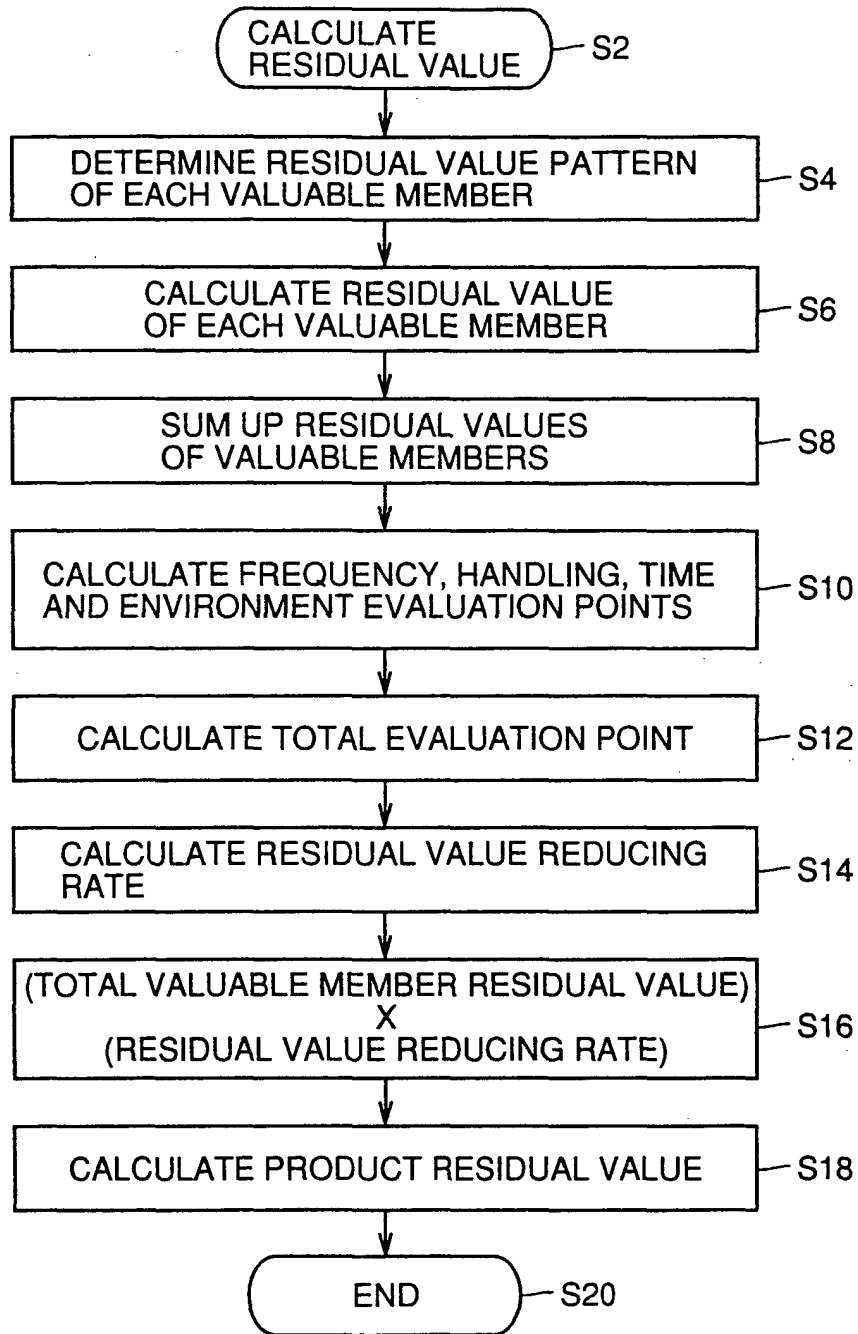 CALCULATE
RESIDUAL VALUE
S2
DETERMINE RESIDUAL VALUE PATTERN
OF EACH VALUABLE MEMBER
S4
CALCULATE RESIDUAL VALUE
OF EACH VALUABLE MEMBER
S6
SUM UP RESIDUAL VALUES
OF VALUABLE MEMBERS
S8
CALCULATE FREQUENCY, HANDLING, TIME
AND ENVIRONMENT EVALUATION POINTS
S10
CALCULATE TOTAL EVALUATION POINT
S12
CALCULATE RESIDUAL VALUE REDUCING
RATE
S14
(TOTAL VALUABLE MEMBER RESIDUAL VALUE)
X
(RESIDUAL VALUE REDUCING RATE)
S16
CALCULATE PRODUCT RESIDUAL VALUE
S18
END
S20